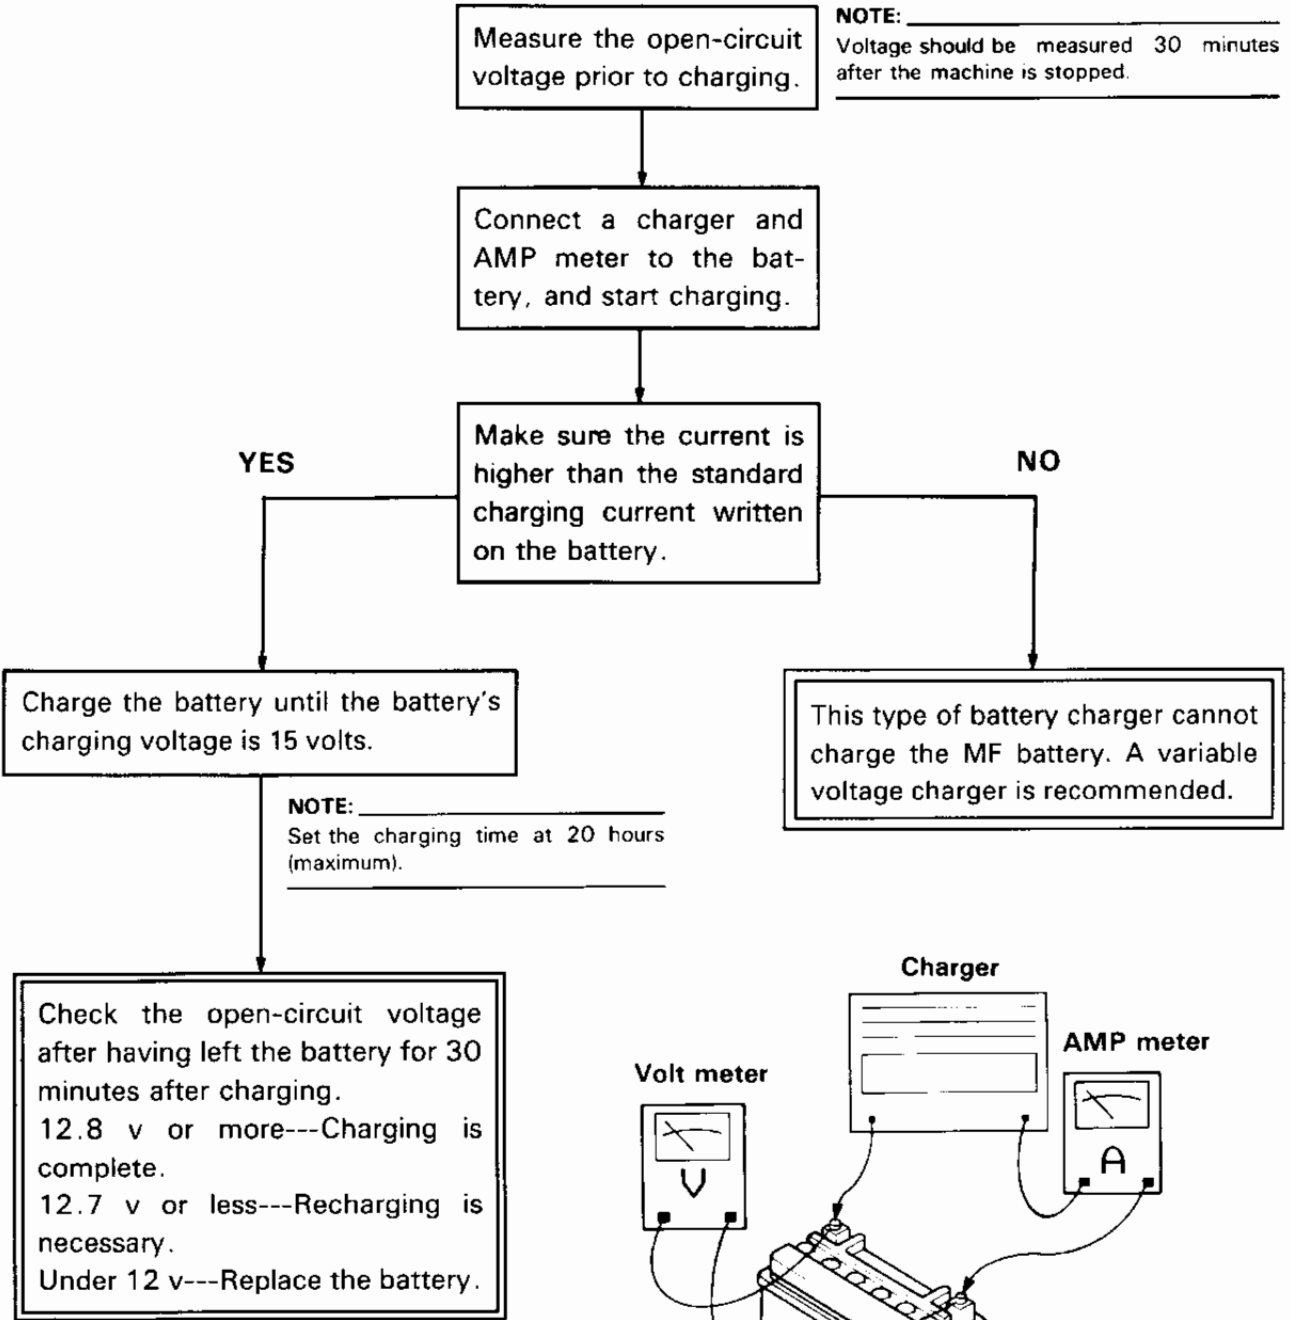 Measure the open-circuit
voltage prior to charging.
NOTE:
Voltage should be measured 30 minutes
after the machine is stopped.
Connect a charger and
AMP meter to the bat-
tery, and start charging.
Make sure the current is
higher than the standard
charging current written
on the battery.
YES
NO
Charge the battery until the battery's
charging voltage is 15 volts.
This type of battery charger cannot
charge the MF battery. A variable
voltage charger is recommended.
NOTE:
Set the charging time at 20 hours
(maximum).
Check the open-circuit voltage
after having left the battery for 30
minutes after charging.
12.8 v or more---Charging is
complete.
12.7 v or less---Recharging is
necessary.
Under 12 v---Replace the battery.
Charger
AMP meter
Volt meter
V
A